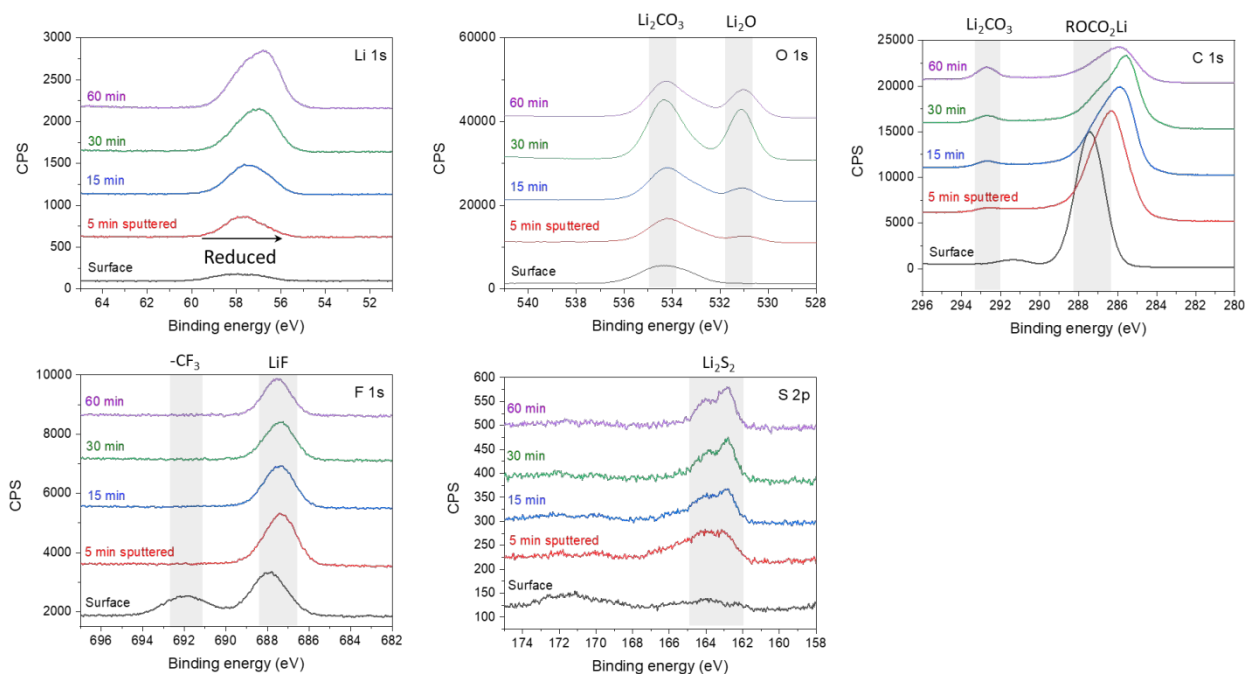 Li 1s
3000
2500
2000
1500
1000
500
0
CPS
60 min
30 min
15 min
5 min sputtered
Reduced
Surface
64 62 60 58 56 54 52
Binding energy (eV)
Li₂CO₃ Li₂O
O 1s
60000
40000
20000
0
CPS
60 min
30 min
15 min
5 min sputtered
Surface
540 538 536 534 532 530 528
Binding energy (eV)
Li₂CO₃ ROCO₂Li
C 1s
25000
20000
15000
10000
5000
0
CPS
60 min
30 min
15 min
5 min sputtered
Surface
296 294 292 290 288 286 284 282 280
Binding energy (eV)
-CF₃ LiF
F 1s
10000
8000
6000
4000
2000
CPS
60 min
30 min
15 min
5 min sputtered
Surface
696 694 692 690 688 686 684 682
Binding energy (eV)
Li₂S₂
S 2p
600
550
500
450
400
350
300
250
200
150
100
CPS
60 min
30 min
15 min
5 min sputtered
Surface
174 172 170 168 166 164 162 160 158
Binding energy (eV)